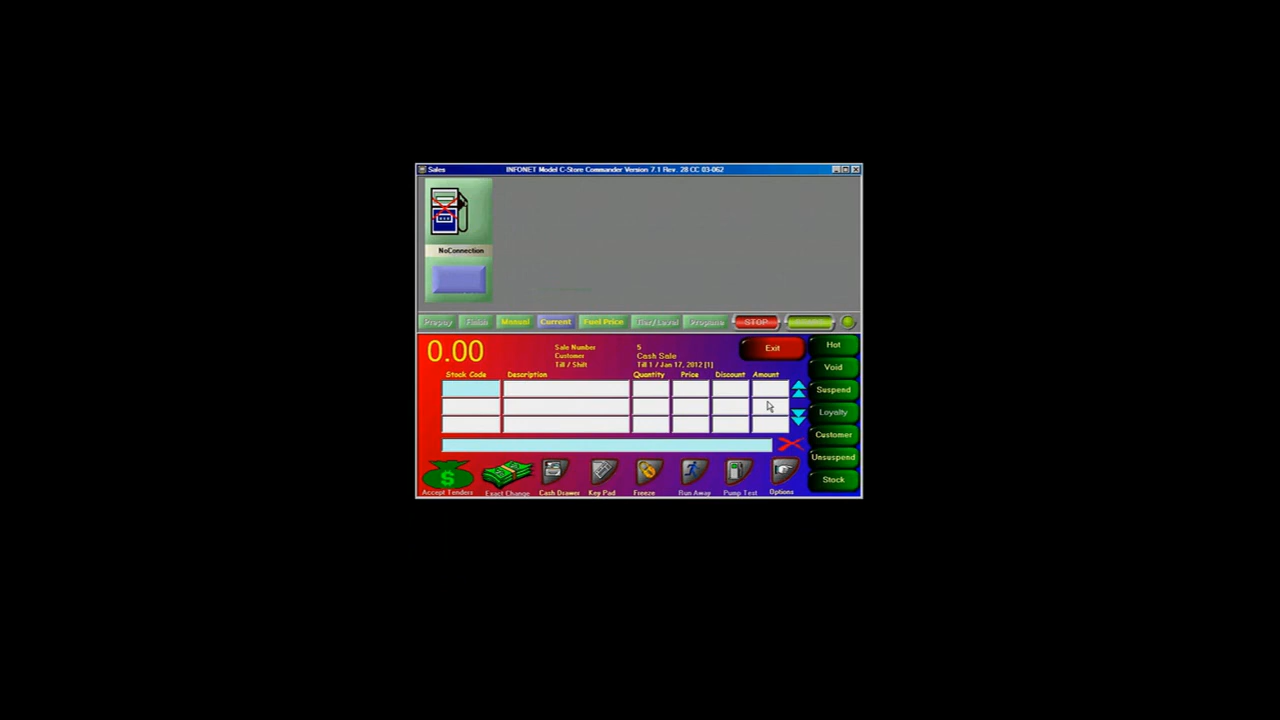 Sales INFONET Model C-Store Commander Version 7.1 Rev. 28 CC 03-062
NoConnection
Prepay Finish Manual Current Fuel Price Tier/Level Propane STOP
0.00
Sale Number 5
Customer Cash Sale
Till / Shift Till 1 / Jan 17, 2012 [1]
Exit
Stock Code Description Quantity Price Discount Amount
Hot
Void
Suspend
Loyalty
Customer
Unsuspend
Stock
Accept Tenders Exact Change Cash Drawer Key Pad Freeze Run Away Pump Test Options